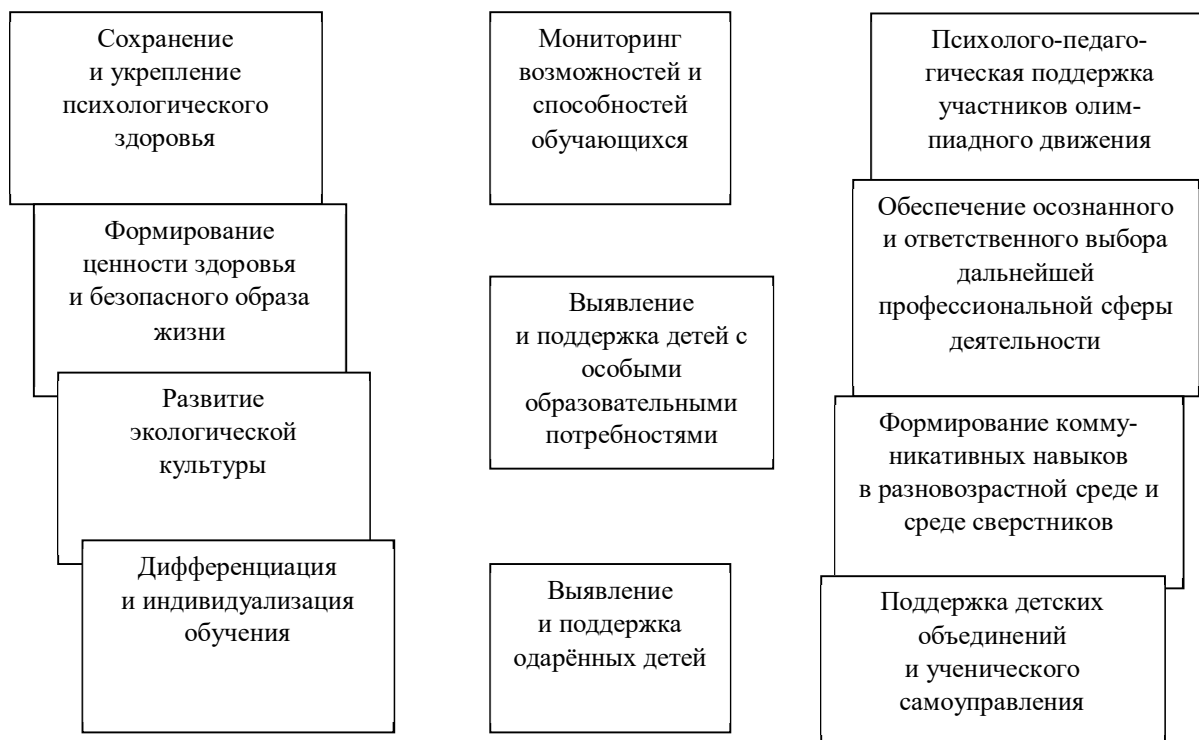 Сохранение
и укрепление
психологического
здоровья
Формирование
ценности здоровья
и безопасного образа
жизни
Развитие
экологической
культуры
Дифференциация
и индивидуализация
обучения
Мониторинг
возможностей и
способностей
обучающихся
Выявление
и поддержка детей с
особыми
образовательными
потребностями
Выявление
и поддержка
одарённых детей
Психолого-педаго-
гическая поддержка
участников олим-
пиадного движения
Обеспечение осознанного
и ответственного выбора
дальнейшей
профессиональной сферы
деятельности
Формирование комму-
никативных навыков
в разновозрастной среде и
среде сверстников
Поддержка детских
объединений
и ученического
самоуправления